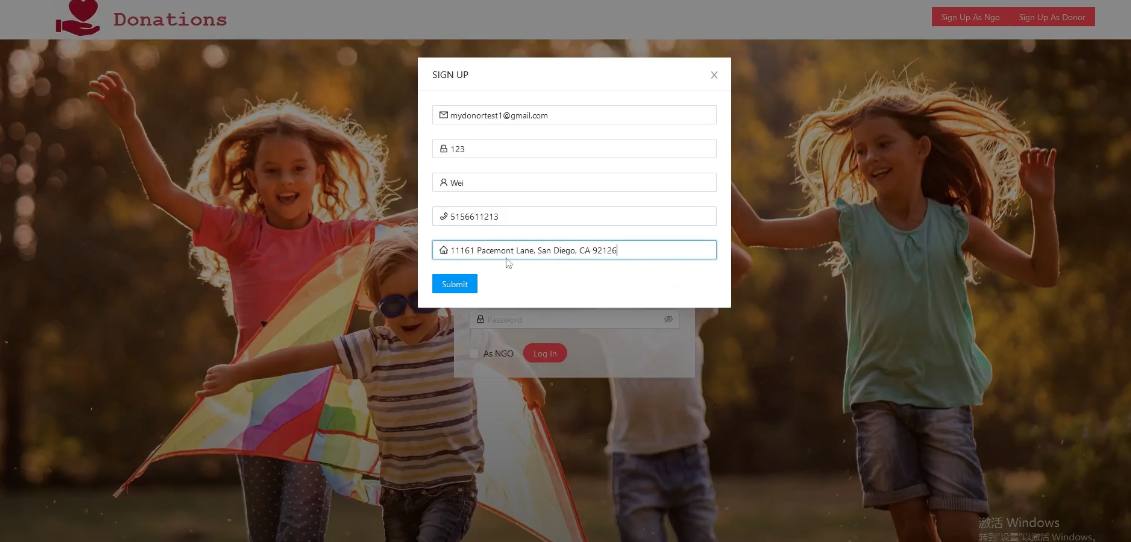 Donations
Sign Up As Ngo
Sign Up As Donor
SIGN UP
mydonortest1@gmail.com
123
Wei
5156611213
11161 Pacemont Lane, San Diego, CA 92126
Submit
Password
As NGO
Log In
激活 Windows
转到"设置"以激活 Windows。